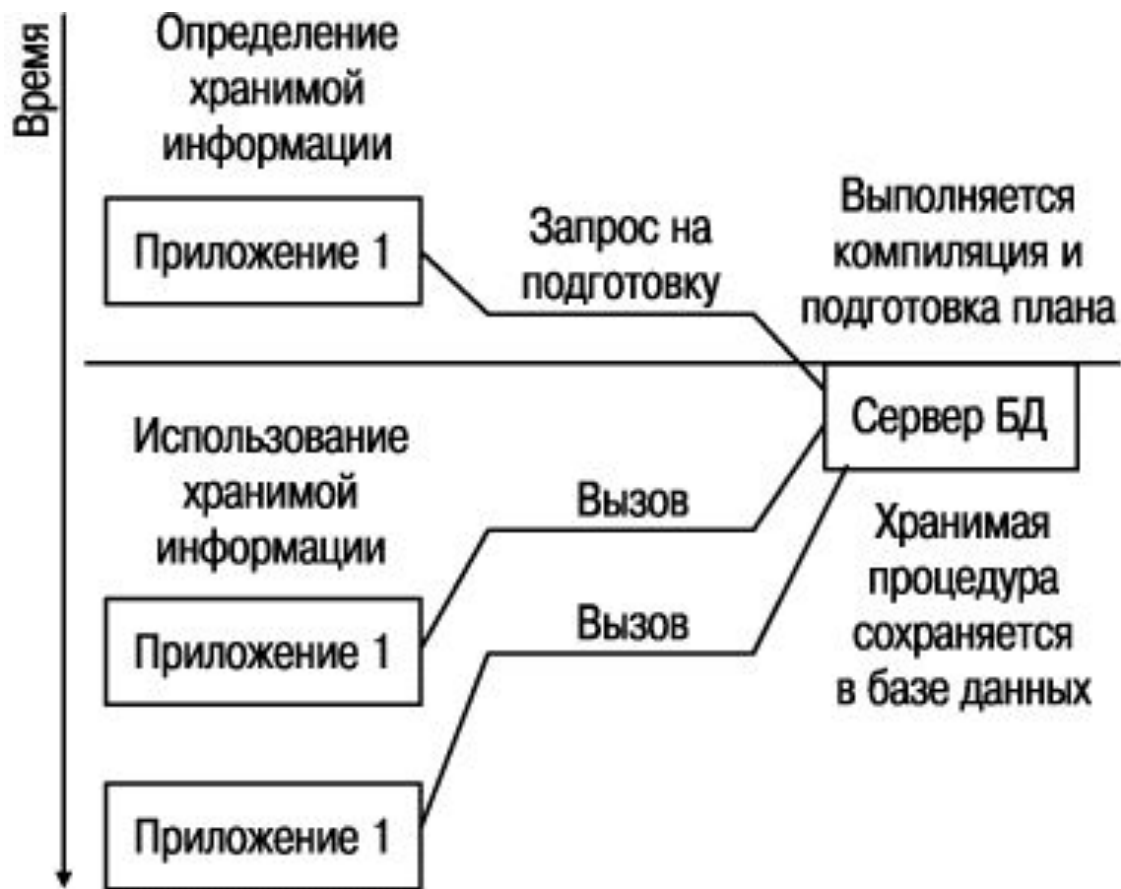 Время
Определение
хранимой
информации
Приложение 1
Запрос на
подготовку
Выполняется
компиляция и
подготовка плана
Сервер БД
Использование
хранимой
информации
Вызов
Приложение 1
Вызов
Хранимая
процедура
сохраняется
в базе данных
Приложение 1